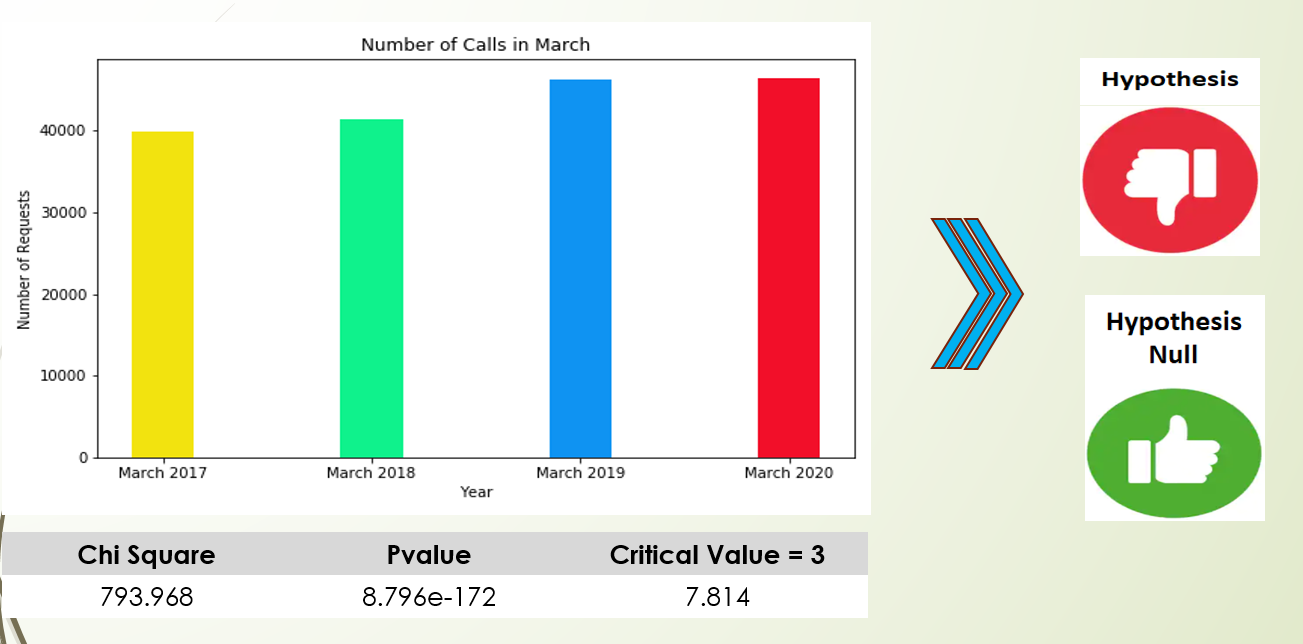 Number of Calls in March
Number of Requests
40000
30000
20000
10000
0
March 2017 March 2018 March 2019 March 2020
Year
Chi Square Pvalue Critical Value = 3
793.968 8.796e-172 7.814
Hypothesis
Hypothesis
Null